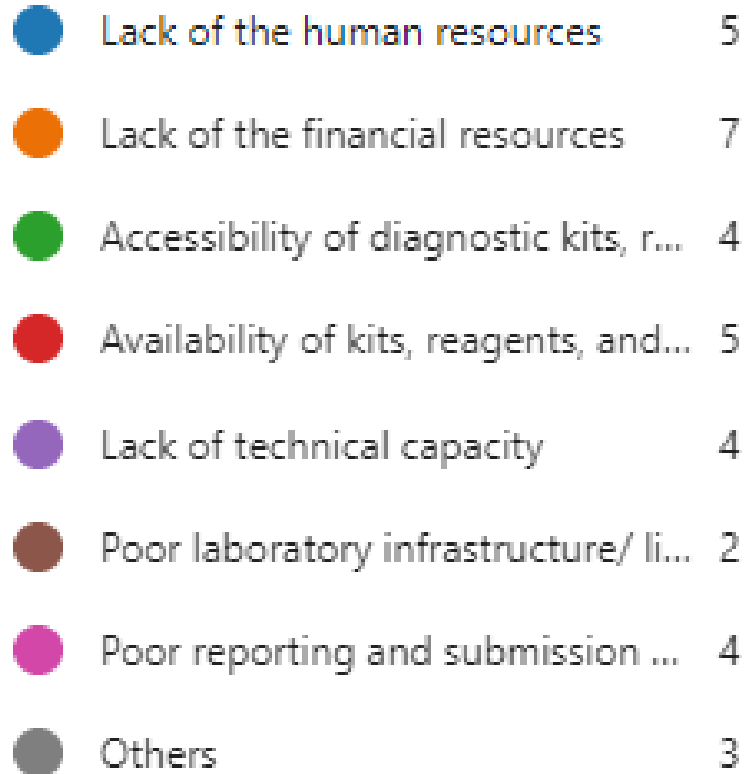 Lack of the human resources 5
Lack of the financial resources 7
Accessibility of diagnostic kits, r... 4
Availability of kits, reagents, and... 5
Lack of technical capacity 4
Poor laboratory infrastructure/ li... 2
Poor reporting and submission ... 4
Others 3